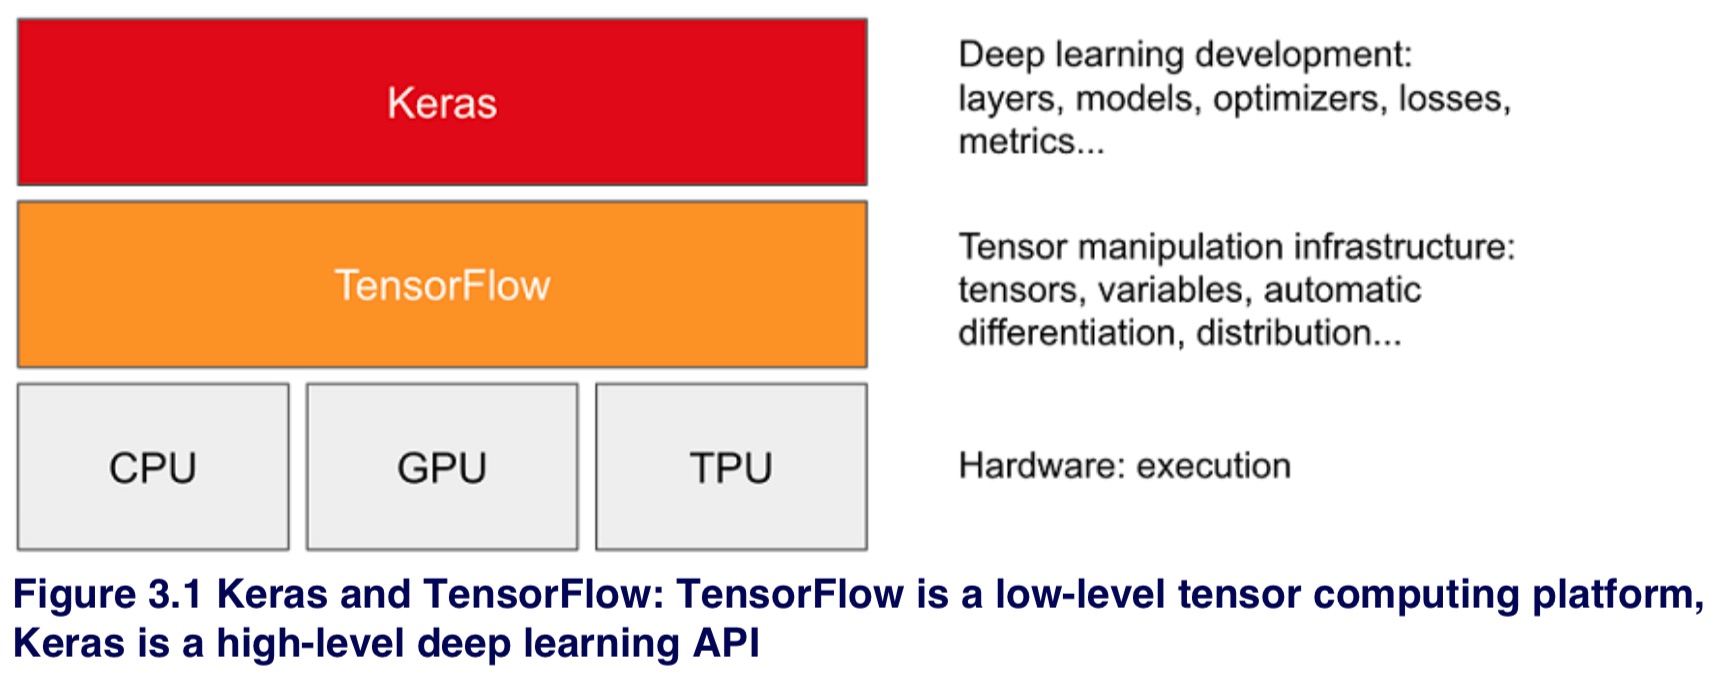 Keras
Deep learning development:
layers, models, optimizers, losses,
metrics...
TensorFlow
Tensor manipulation infrastructure:
tensors, variables, automatic
differentiation, distribution...
CPU
GPU
TPU
Hardware: execution
Figure 3.1 Keras and TensorFlow: TensorFlow is a low-level tensor computing platform,
Keras is a high-level deep learning API